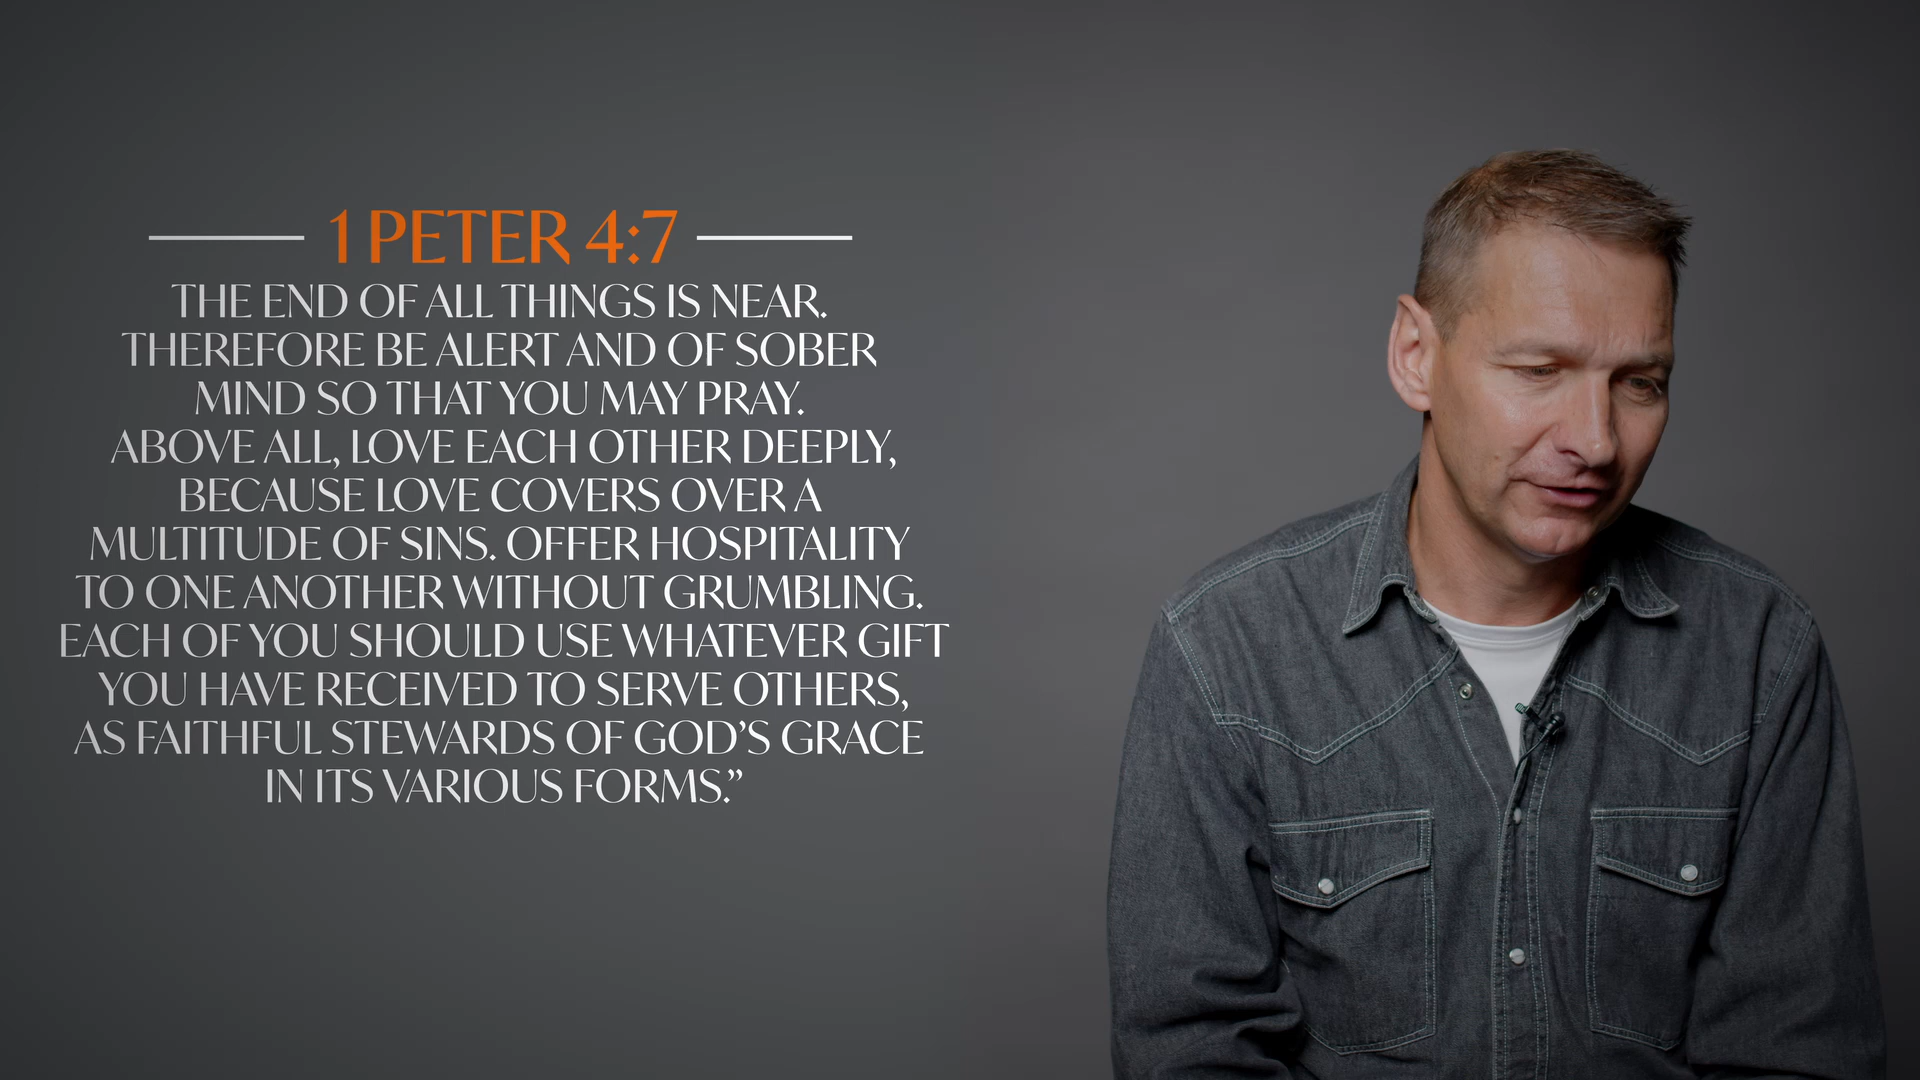 1 PETER 4:7
THE END OF ALL THINGS IS NEAR.
THEREFORE BE ALERT AND OF SOBER
MIND SO THAT YOU MAY PRAY.
ABOVE ALL, LOVE EACH OTHER DEEPLY,
BECAUSE LOVE COVERS OVER A
MULTITUDE OF SINS. OFFER HOSPITALITY
TO ONE ANOTHER WITHOUT GRUMBLING.
EACH OF YOU SHOULD USE WHATEVER GIFT
YOU HAVE RECEIVED TO SERVE OTHERS,
AS FAITHFUL STEWARDS OF GOD’S GRACE
IN ITS VARIOUS FORMS.”